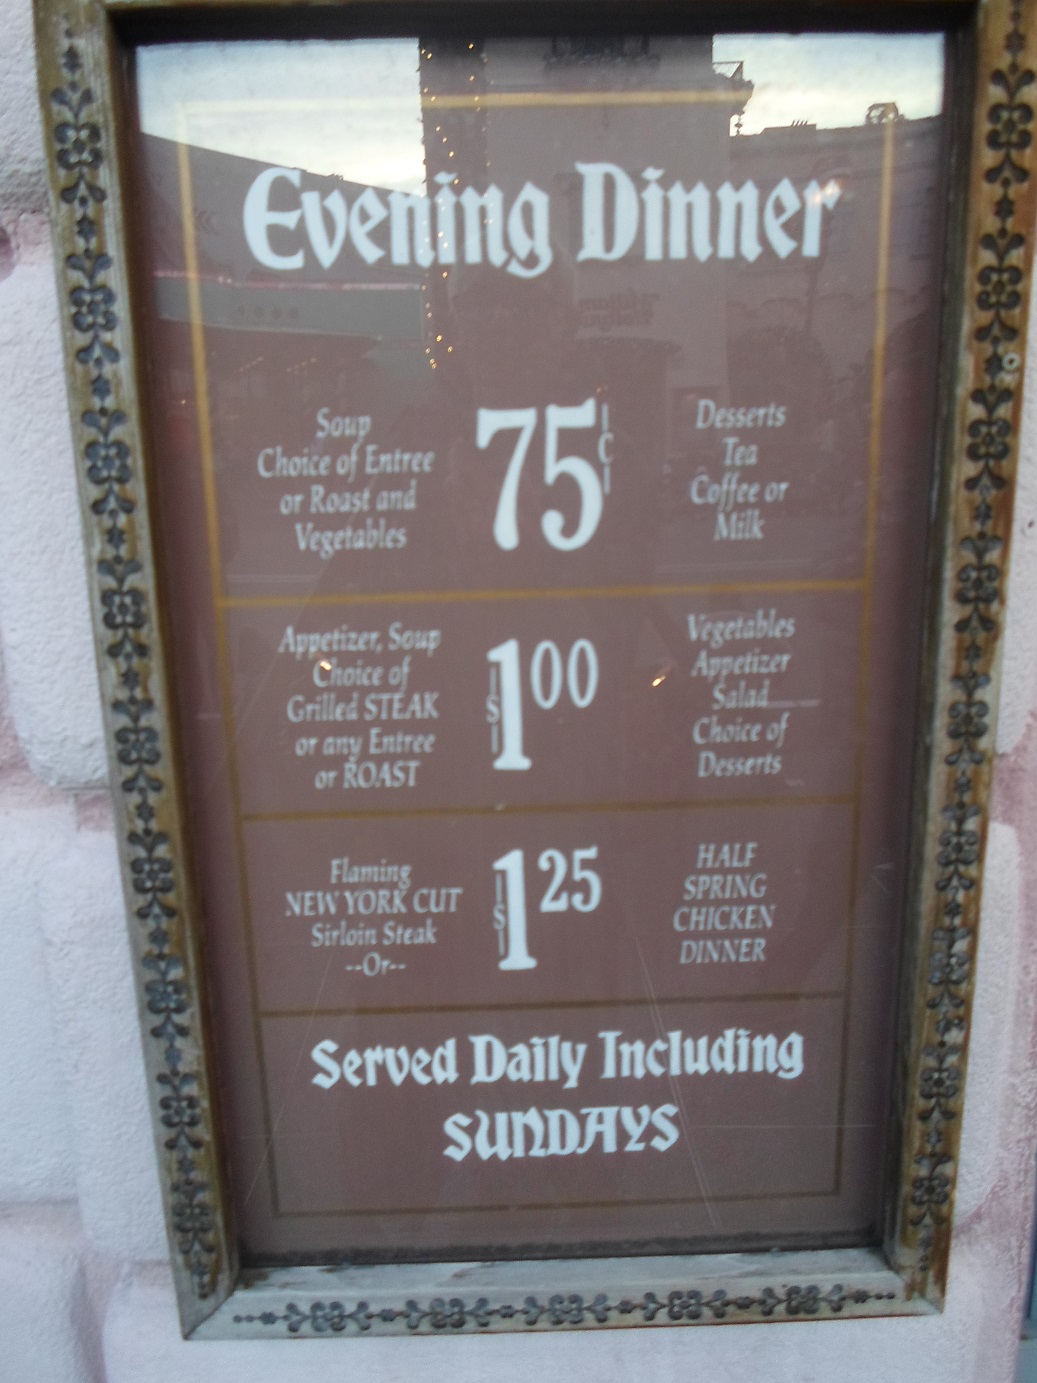 Evening Dinner
Soup
Choice of Entree
or Roast and
Vegetables
75¢
Desserts
Tea
Coffee or
Milk
Appetizer, Soup
Choice of
Grilled STEAK
or any Entree
or ROAST
$1 00
Vegetables
Appetizer
Salad
Choice of
Desserts
Flaming
NEW YORK CUT
Sirloin Steak
--Or--
$1 25
HALF
SPRING
CHICKEN
DINNER
Served Daily Including
SUNDAYS